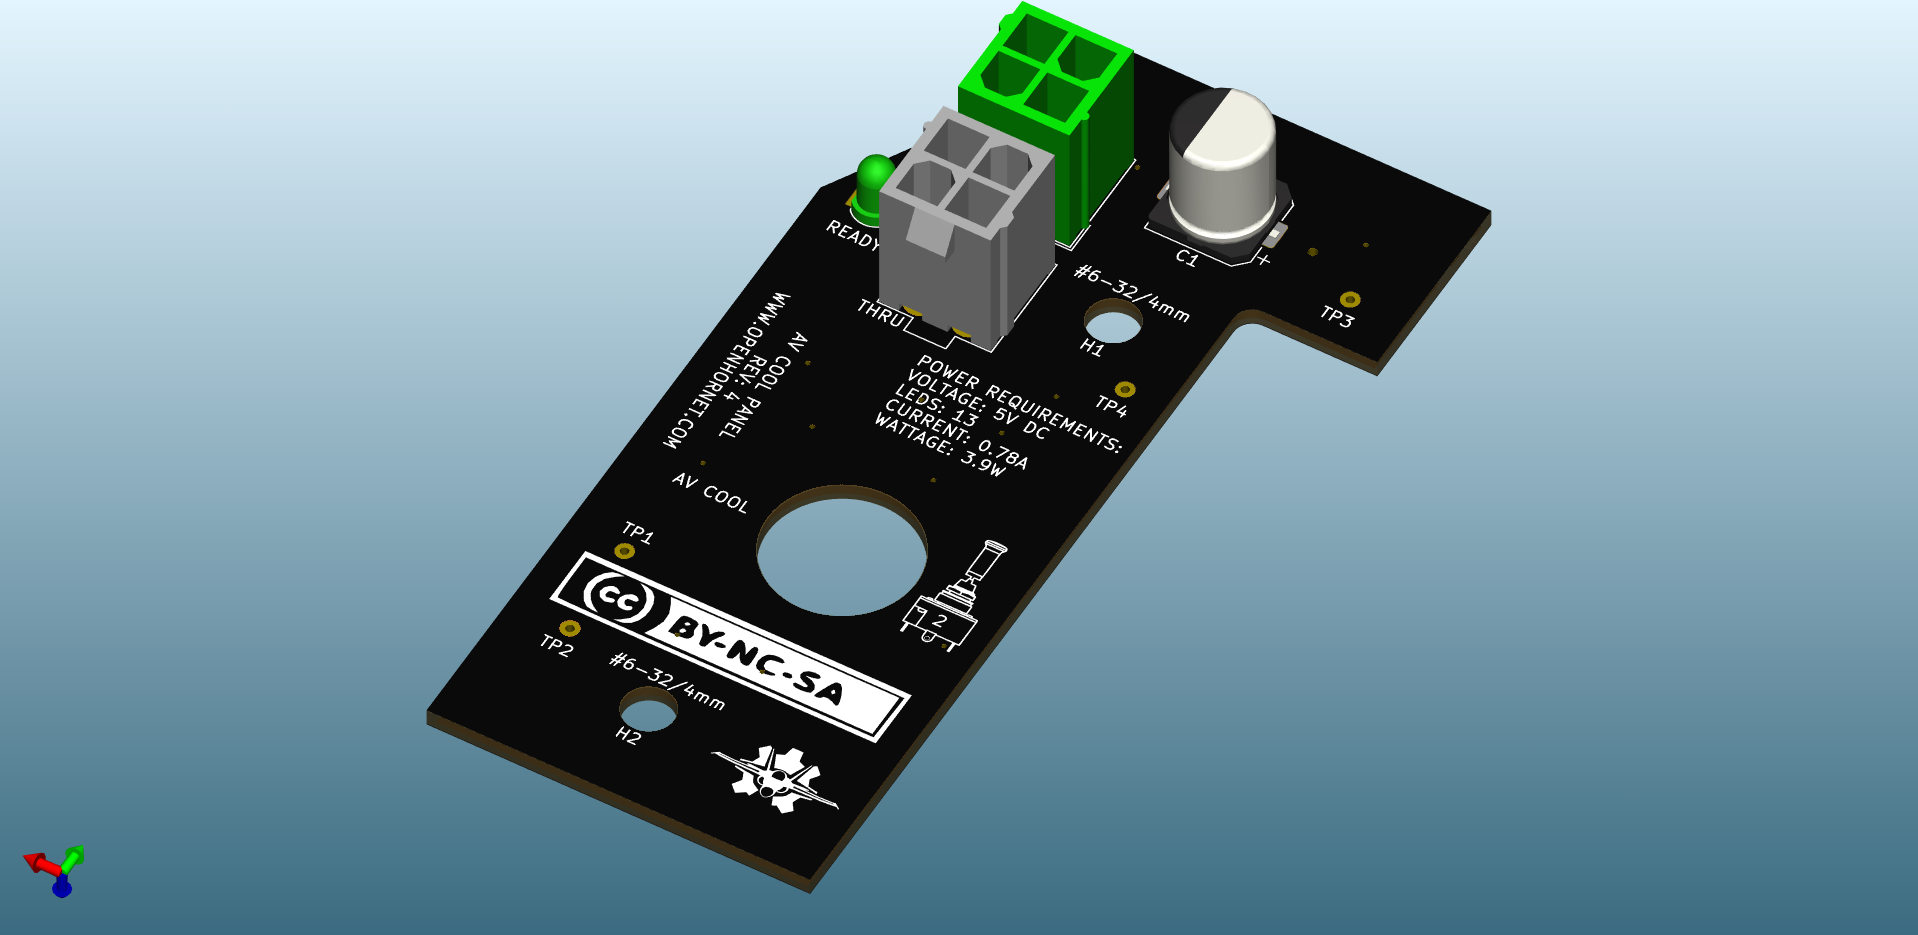 READY
C1
+
#6-32/4mm
H1
THRU
TP3
TP4
POWER REQUIREMENTS:
VOLTAGE: 5V DC
LEDS: 13
CURRENT: 0.78A
WATTAGE: 3.9W
AV COOL PANEL
REV: 4
WWW.OPENHORNET.COM
AV COOL
TP1
cc BY-NC-SA
2
TP2
#6-32/4mm
H2